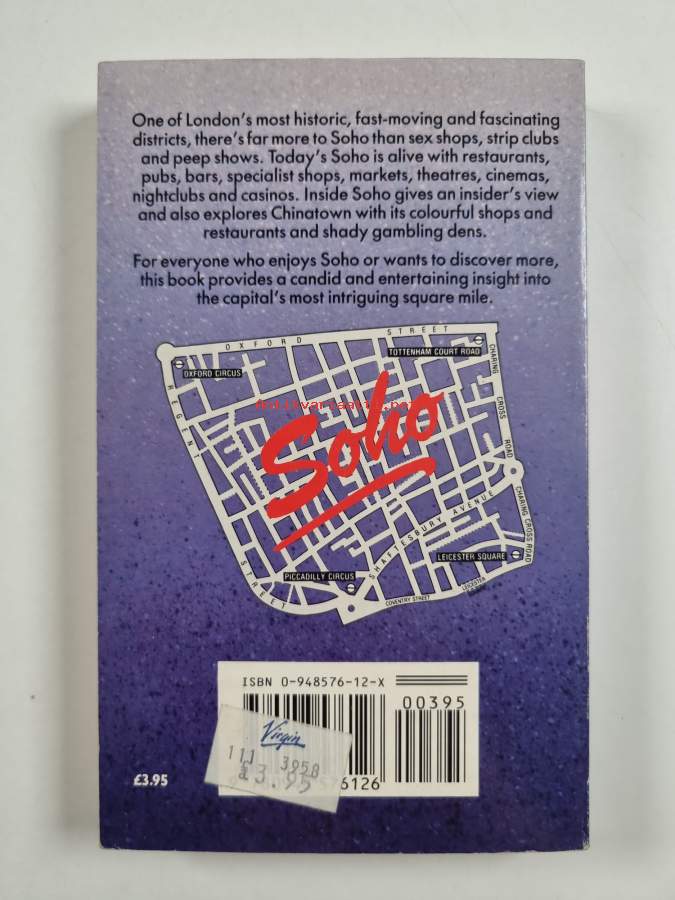 One of London's most historic, fast-moving and fascinating
districts, there's far more to Soho than sex shops, strip clubs
and peep shows. Today's Soho is alive with restaurants,
pubs, bars, specialist shops, markets, theatres, cinemas,
nightclubs and casinos. Inside Soho gives an insider's view
and also explores Chinatown with its colourful shops and
restaurants and shady gambling dens.
For everyone who enjoys Soho or wants to discover more,
this book provides a candid and entertaining insight into
the capital's most intriguing square mile.
OXFORD STREET
TOTTENHAM COURT ROAD
OXFORD CIRCUS
REGENT STREET
CHARING CROSS ROAD
Soho
SHAFTESBURY AVENUE
CHARING CROSS ROAD
LEICESTER SQUARE
PICCADILLY CIRCUS
COVENTRY STREET
LEICESTER
ISBN 0-948576-12-X
00395
Virgin
111 3958
£3.95
76126
£3.95